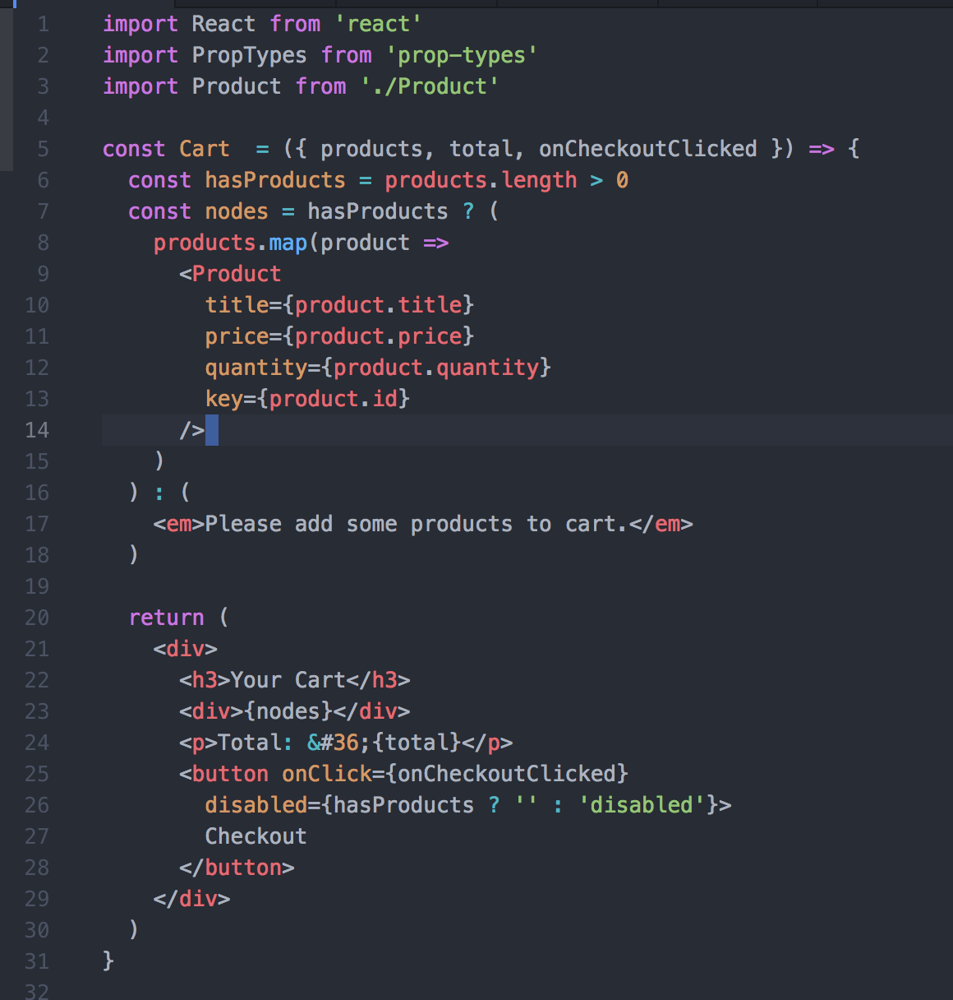 1 import React from 'react'
2 import PropTypes from 'prop-types'
3 import Product from './Product'
4
5 const Cart  = ({ products, total, onCheckoutClicked }) => {
6   const hasProducts = products.length > 0
7   const nodes = hasProducts ? (
8     products.map(product =>
9       <Product
10         title={product.title}
11         price={product.price}
12         quantity={product.quantity}
13         key={product.id}
14       />
15     )
16   ) : (
17     <em>Please add some products to cart.</em>
18   )
19
20   return (
21     <div>
22       <h3>Your Cart</h3>
23       <div>{nodes}</div>
24       <p>Total: &#36;{total}</p>
25       <button onClick={onCheckoutClicked}
26         disabled={hasProducts ? '' : 'disabled'}>
27         Checkout
28       </button>
29     </div>
30   )
31 }
32